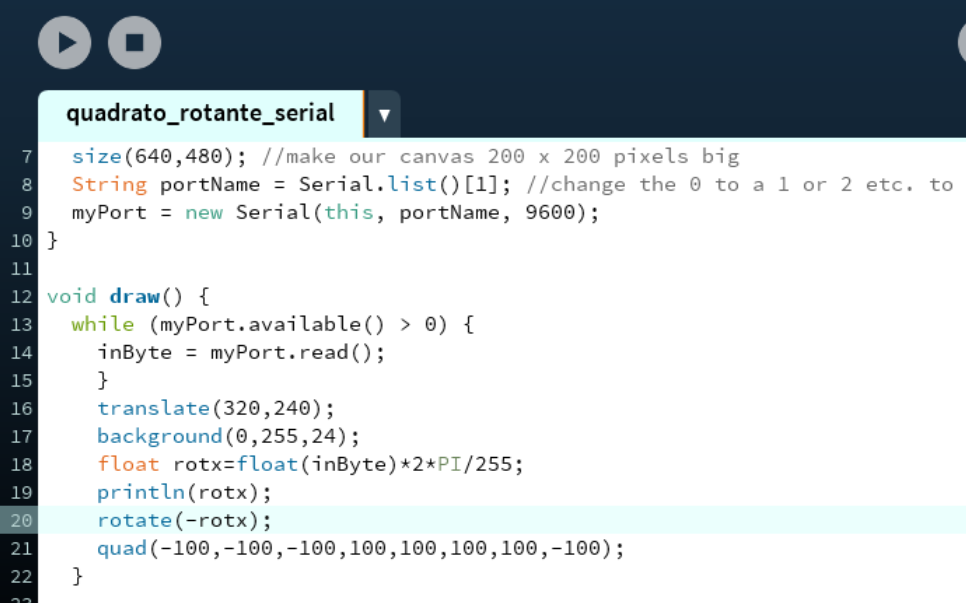 quadrato_rotante_serial ▼
7 size(640,480); //make our canvas 200 x 200 pixels big
8 String portName = Serial.list()[1]; //change the 0 to a 1 or 2 etc. to
9 myPort = new Serial(this, portName, 9600);
10 }
11
12 void draw() {
13 while (myPort.available() > 0) {
14 inByte = myPort.read();
15 }
16 translate(320,240);
17 background(0,255,24);
18 float rotx=float(inByte)*2*PI/255;
19 println(rotx);
20 rotate(-rotx);
21 quad(-100,-100,-100,100,100,100,100,-100);
22 }